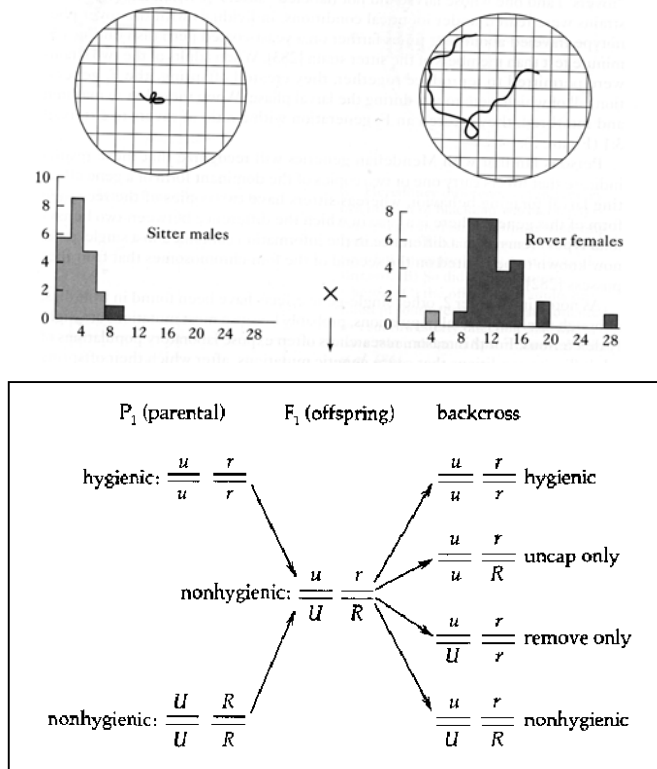 10
8
6
4
2
0
Sitter males
4 8 12 16 20 24 28
×
8
6
4
2
0
Rover females
4 8 12 16 20 24 28
P₁ (parental) F₁ (offspring) backcross
hygienic: u r
u r
nonhygienic: u r
U R
nonhygienic: U R
U R
u r
u r hygienic
u r
u R uncap only
u r
U r remove only
u r
U R nonhygienic